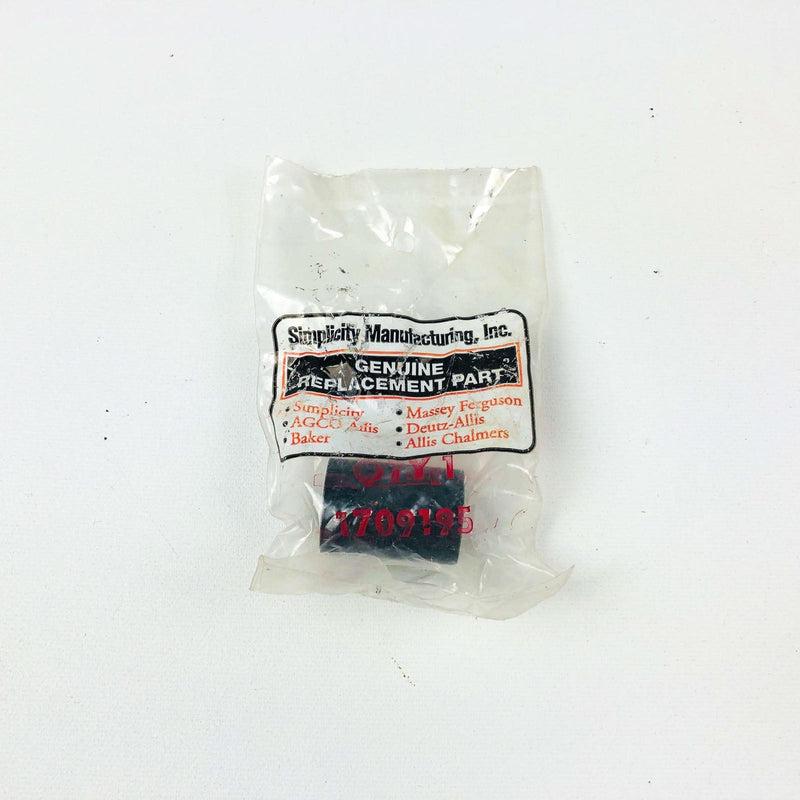 Simplicity Manufacturing, Inc.
GENUINE
REPLACEMENT PART
• Simplicity
• AGCO Allis
• Baker
• Massey Ferguson
• Deutz-Allis
• Allis Chalmers
QTY 1
1709195